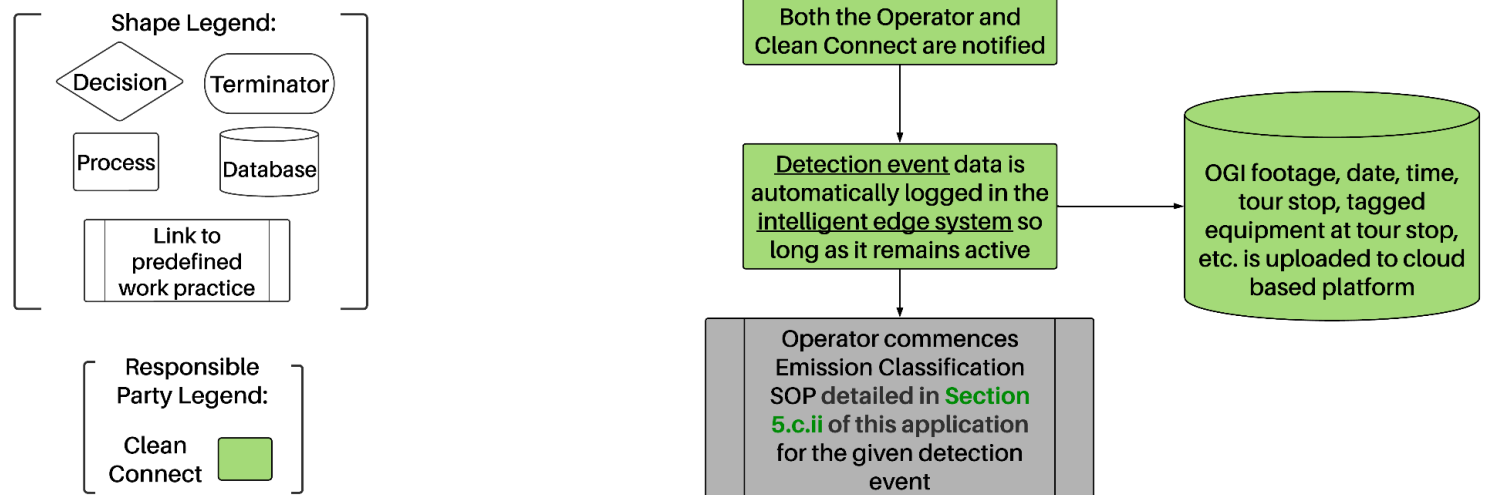 Shape Legend:
Decision
Terminator
Process
Database
Link to
predefined
work practice
Responsible
Party Legend:
Clean
Connect
Both the Operator and
Clean Connect are notified
Detection event data is
automatically logged in the
intelligent edge system so
long as it remains active
OGI footage, date, time,
tour stop, tagged
equipment at tour stop,
etc. is uploaded to cloud
based platform
Operator commences
Emission Classification
SOP detailed in Section
5.c.ii of this application
for the given detection
event